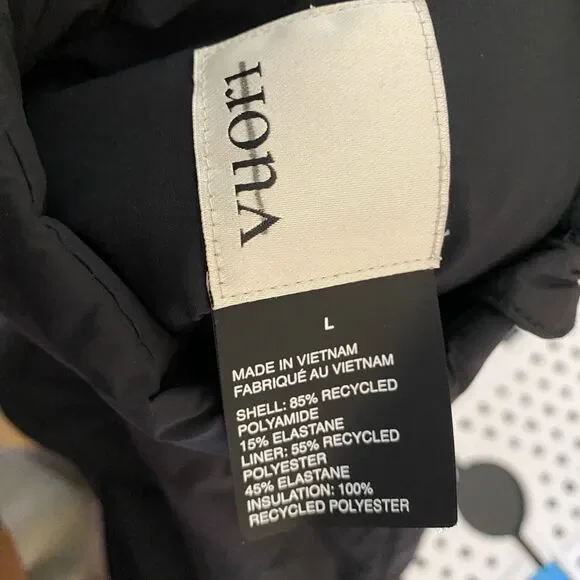 vuori
L
MADE IN VIETNAM
FABRIQUÉ AU VIETNAM
SHELL: 85% RECYCLED
POLYAMIDE
15% ELASTANE
LINER: 55% RECYCLED
POLYESTER
45% ELASTANE
INSULATION: 100%
RECYCLED POLYESTER